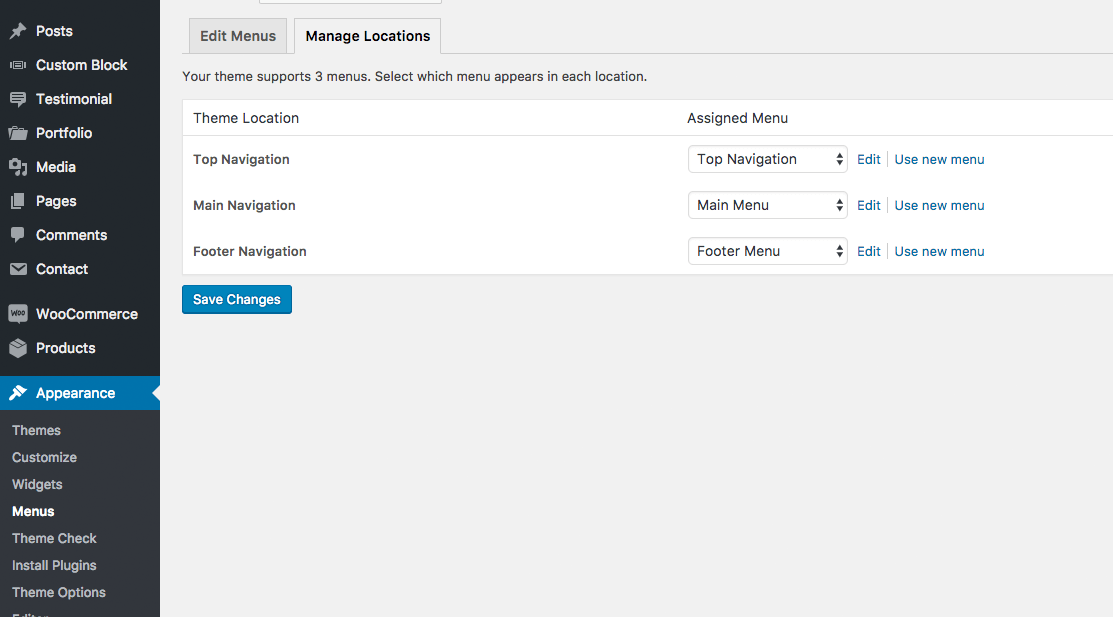 Posts
Custom Block
Testimonial
Portfolio
Media
Pages
Comments
Contact
WOO WooCommerce
Products
Appearance
Themes
Customize
Widgets
Menus
Theme Check
Install Plugins
Theme Options
Edit Menus Manage Locations
Your theme supports 3 menus. Select which menu appears in each location.
Theme Location Assigned Menu
Top Navigation Top Navigation Edit Use new menu
Main Navigation Main Menu Edit Use new menu
Footer Navigation Footer Menu Edit Use new menu
Save Changes